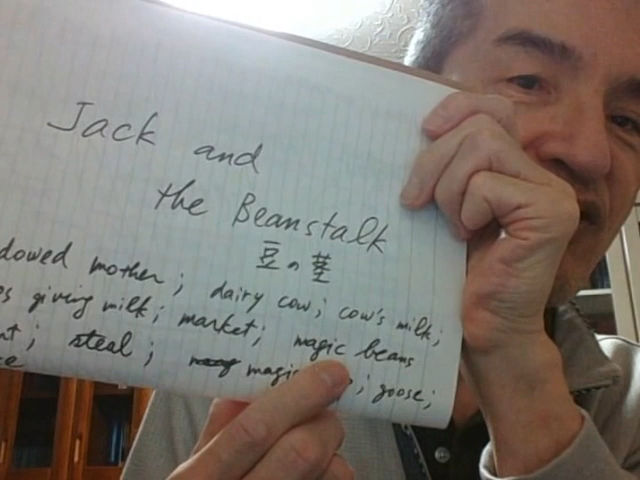 Jack and
the Beanstalk
豆の茎
mother; dairy cow; cow's milk;
giving milk; market; magic beans
steal; goose;